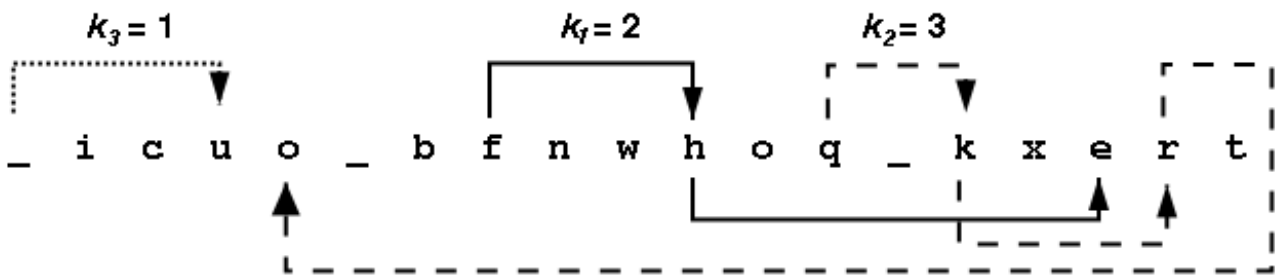 k₃ = 1 k₁ = 2 k₂ = 3
_ i c u o _ b f n w h o q _ k x e r t